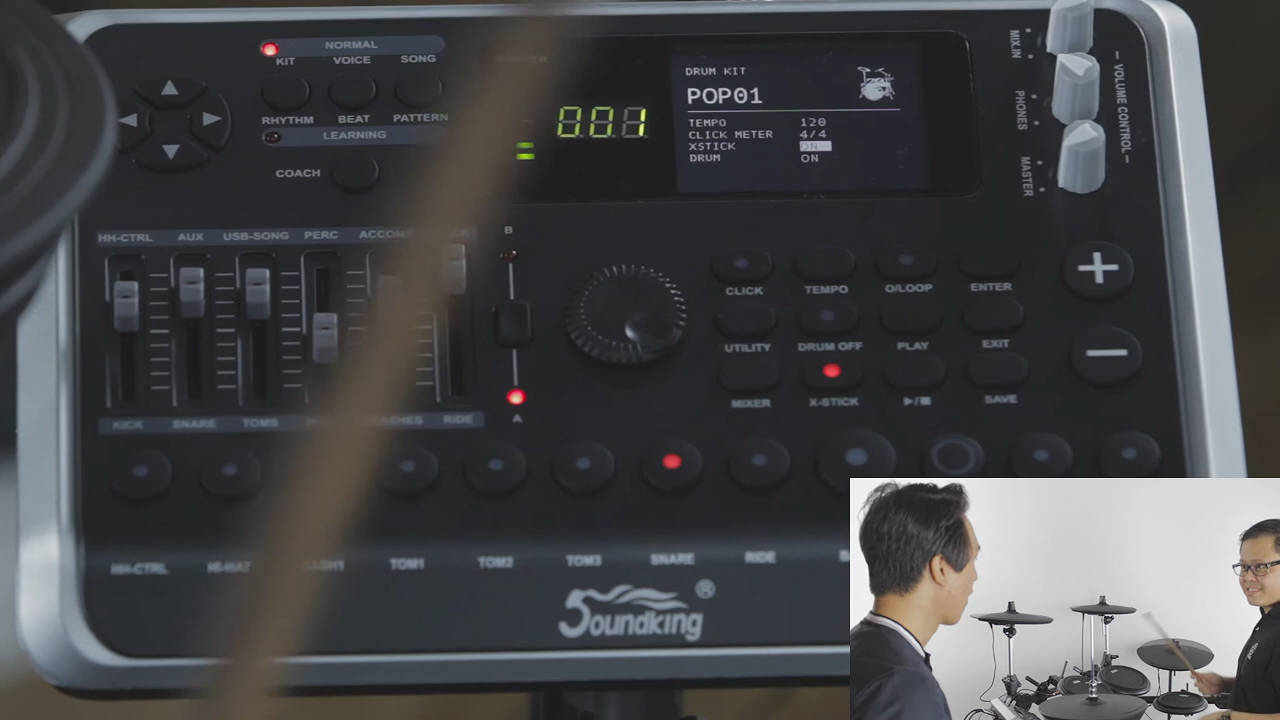 NORMAL
KIT VOICE SONG
RHYTHM BEAT PATTERN
LEARNING
COACH
001
DRUM KIT
POP01
TEMPO 120
CLICK METER 4/4
XSTICK ON
DRUM ON
MIX.IN
PHONES
MASTER
VOLUME CONTROL
HH-CTRL AUX USB-SONG PERC
B
A
KICK SNARE TOMS RIDE
CLICK TEMPO O/LOOP ENTER
UTILITY DRUM OFF PLAY EXIT
MIXER X-STICK SAVE
HH-CTRL TOM1 TOM2 TOM3 SNARE RIDE
Soundking®